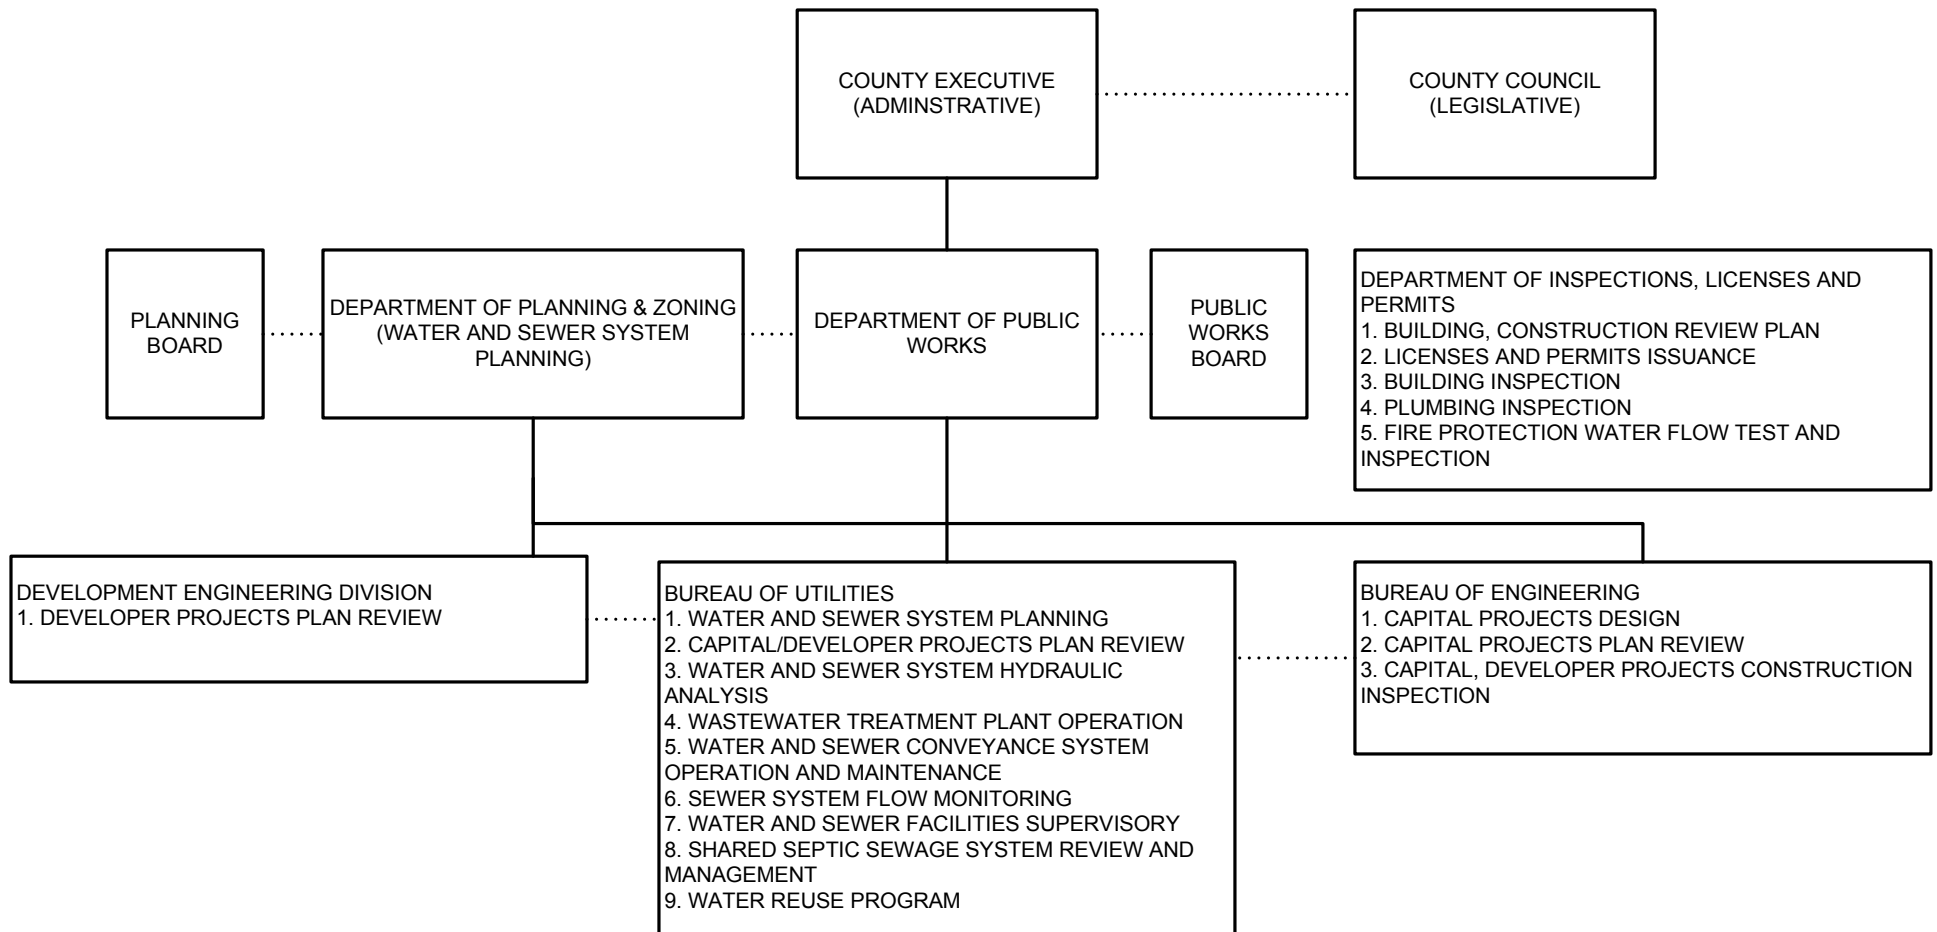 COUNTY EXECUTIVE
(ADMINSTRATIVE)
COUNTY COUNCIL
(LEGISLATIVE)
PLANNING
BOARD
DEPARTMENT OF PLANNING & ZONING
(WATER AND SEWER SYSTEM
PLANNING)
DEPARTMENT OF PUBLIC
WORKS
PUBLIC
WORKS
BOARD
DEPARTMENT OF INSPECTIONS, LICENSES AND
PERMITS
1. BUILDING, CONSTRUCTION REVIEW PLAN
2. LICENSES AND PERMITS ISSUANCE
3. BUILDING INSPECTION
4. PLUMBING INSPECTION
5. FIRE PROTECTION WATER FLOW TEST AND
INSPECTION
DEVELOPMENT ENGINEERING DIVISION
1. DEVELOPER PROJECTS PLAN REVIEW
BUREAU OF UTILITIES
1. WATER AND SEWER SYSTEM PLANNING
2. CAPITAL/DEVELOPER PROJECTS PLAN REVIEW
3. WATER AND SEWER SYSTEM HYDRAULIC
ANALYSIS
4. WASTEWATER TREATMENT PLANT OPERATION
5. WATER AND SEWER CONVEYANCE SYSTEM
OPERATION AND MAINTENANCE
6. SEWER SYSTEM FLOW MONITORING
7. WATER AND SEWER FACILITIES SUPERVISORY
8. SHARED SEPTIC SEWAGE SYSTEM REVIEW AND
MANAGEMENT
9. WATER REUSE PROGRAM
BUREAU OF ENGINEERING
1. CAPITAL PROJECTS DESIGN
2. CAPITAL PROJECTS PLAN REVIEW
3. CAPITAL, DEVELOPER PROJECTS CONSTRUCTION
INSPECTION